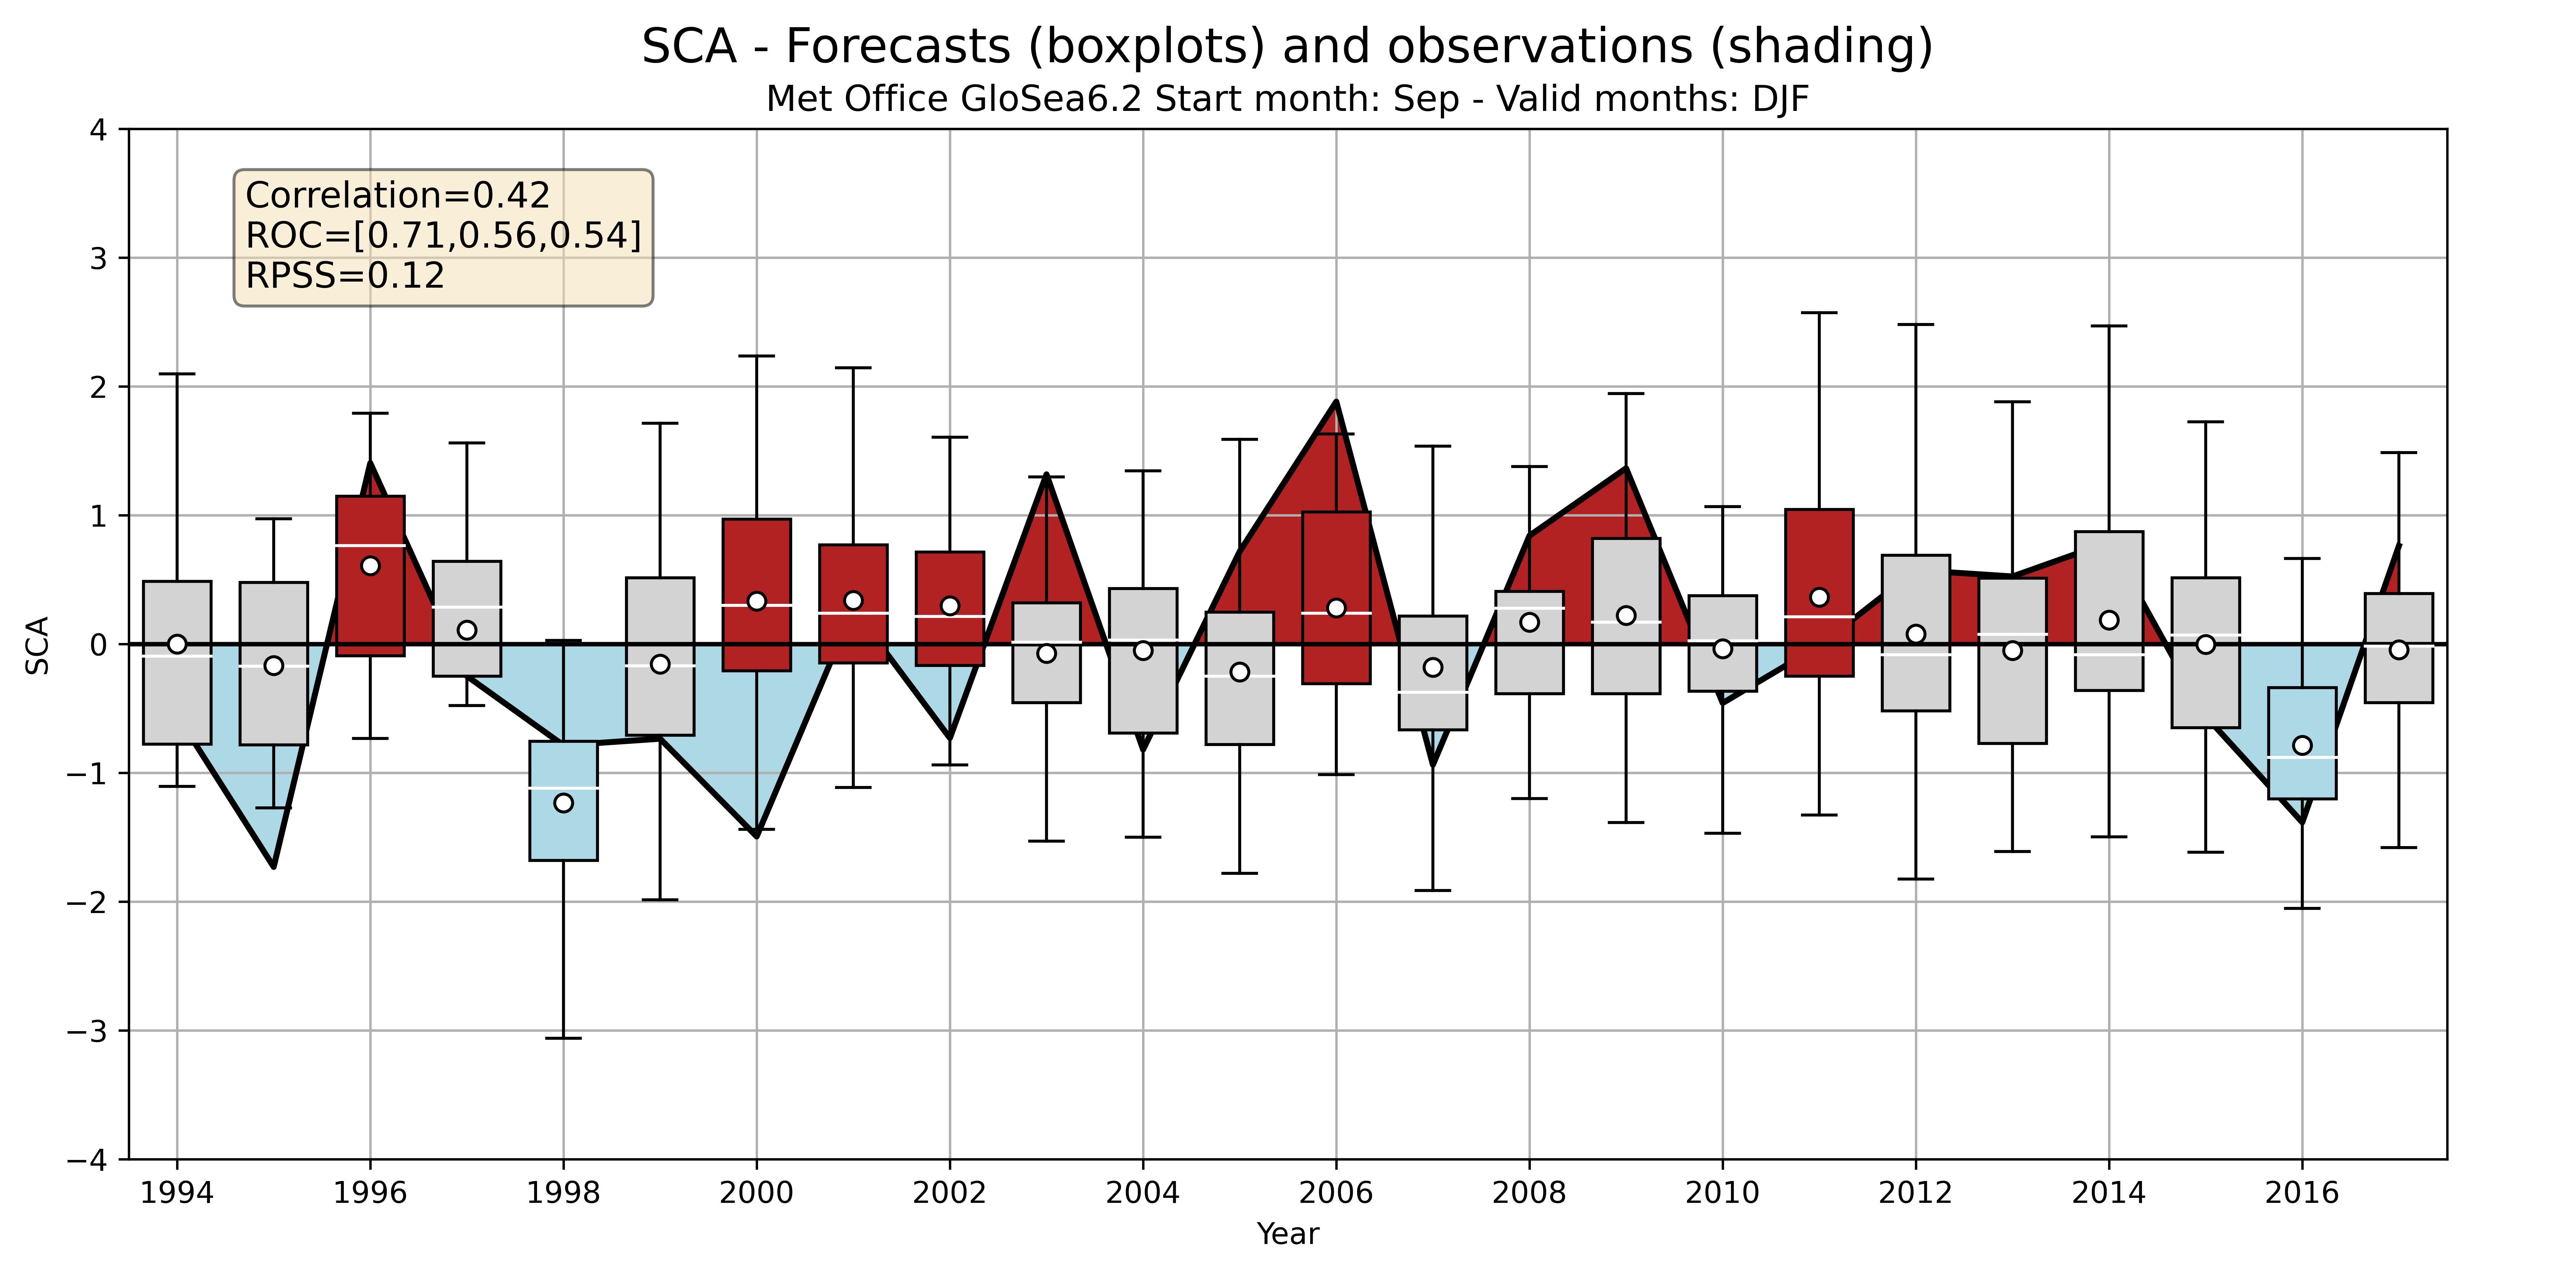 SCA - Forecasts (boxplots) and observations (shading)
Met Office GloSea6.2 Start month: Sep - Valid months: DJF
Correlation=0.42
ROC=[0.71,0.56,0.54]
RPSS=0.12
4
3
2
1
0
−1
−2
−3
−4
SCA
1994 1996 1998 2000 2002 2004 2006 2008 2010 2012 2014 2016
Year